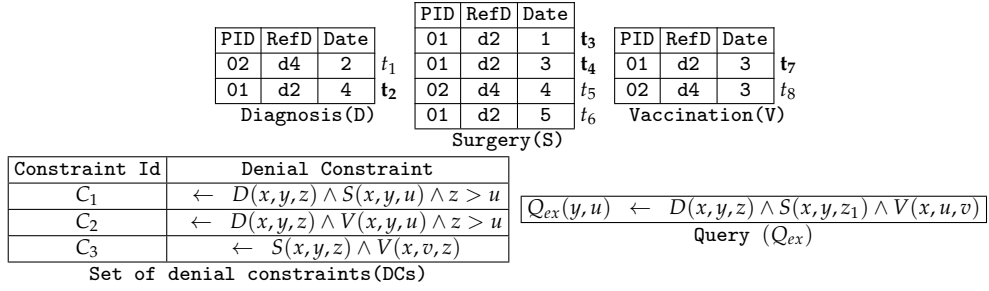 PID RefD Date
02 d4 2 t1
01 d2 4 t2
Diagnosis(D)
PID RefD Date
01 d2 1 t3
01 d2 3 t4
02 d4 4 t5
01 d2 5 t6
Surgery(S)
PID RefD Date
01 d2 3 t7
02 d4 3 t8
Vaccination(V)
Constraint Id Denial Constraint
C1 ← D(x,y,z) ∧ S(x,y,u) ∧ z > u
C2 ← D(x,y,z) ∧ V(x,y,u) ∧ z > u
C3 ← S(x,y,z) ∧ V(x,v,z)
Set of denial constraints(DCs)
Qex(y,u) ← D(x,y,z) ∧ S(x,y,z1) ∧ V(x,u,v)
Query (Qex)